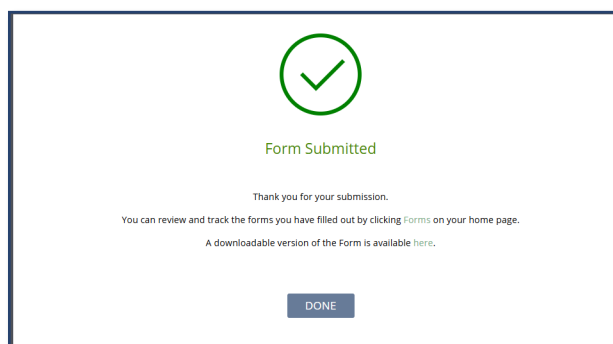 Form Submitted
Thank you for your submission.
You can review and track the forms you have filled out by clicking Forms on your home page.
A downloadable version of the Form is available here.
DONE